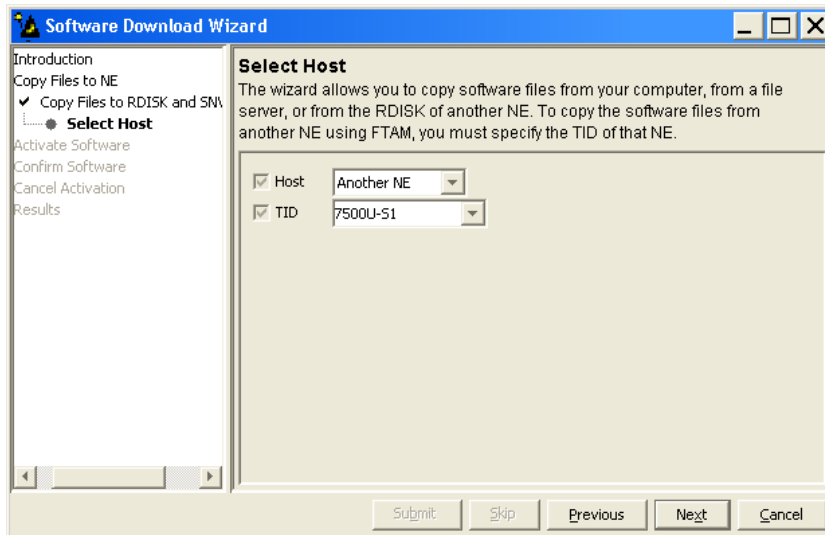 Software Download Wizard
Introduction
Copy Files to NE
Copy Files to RDISK and SNV
Select Host
Activate Software
Confirm Software
Cancel Activation
Results
Select Host
The wizard allows you to copy software files from your computer, from a file
server, or from the RDISK of another NE. To copy the software files from
another NE using FTAM, you must specify the TID of that NE.
Host Another NE
TID 7500U-S1
Submit Skip Previous Next Cancel